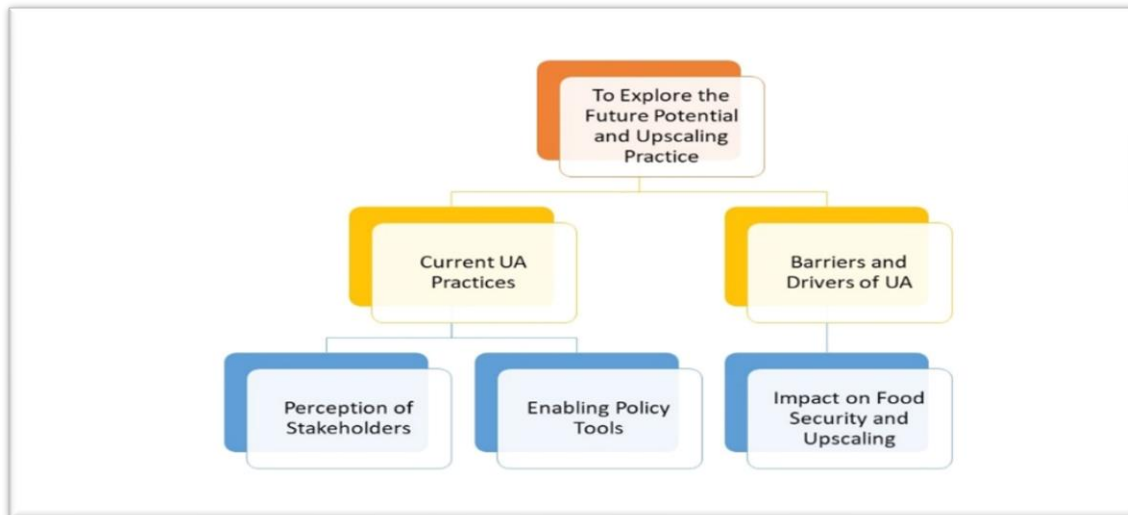 To Explore the
Future Potential
and Upscaling
Practice
Current UA
Practices
Barriers and
Drivers of UA
Perception of
Stakeholders
Enabling Policy
Tools
Impact on Food
Security and
Upscaling